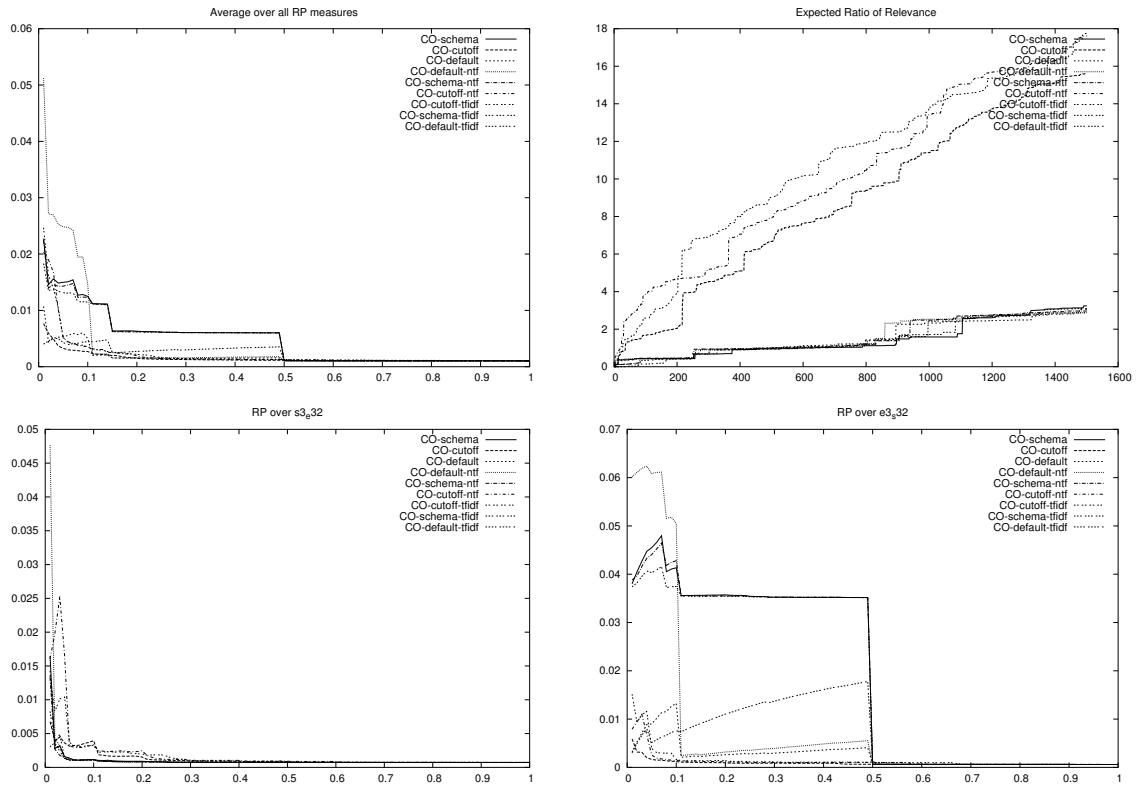 Average over all RP measures
0.06
0.05
0.04
0.03
0.02
0.01
0
CO-schema
CO-cutoff
CO-default
CO-default-ntf
CO-schema-ntf
CO-cutoff-ntf
CO-cutoff-tfidf
CO-schema-tfidf
CO-default-tfidf
0 0.1 0.2 0.3 0.4 0.5 0.6 0.7 0.8 0.9 1
Expected Ratio of Relevance
18
16
14
12
10
8
6
4
2
0
CO-schema
CO-cutoff
CO-default
CO-default-ntf
CO-schema-ntf
CO-cutoff-ntf
CO-cutoff-tfidf
CO-schema-tfidf
CO-default-tfidf
0 200 400 600 800 1000 1200 1400 1600
RP over s3e32
0.05
0.045
0.04
0.035
0.03
0.025
0.02
0.015
0.01
0.005
0
CO-schema
CO-cutoff
CO-default
CO-default-ntf
CO-schema-ntf
CO-cutoff-ntf
CO-cutoff-tfidf
CO-schema-tfidf
CO-default-tfidf
0 0.1 0.2 0.3 0.4 0.5 0.6 0.7 0.8 0.9 1
RP over e3s32
0.07
0.06
0.05
0.04
0.03
0.02
0.01
0
CO-schema
CO-cutoff
CO-default
CO-default-ntf
CO-schema-ntf
CO-cutoff-ntf
CO-cutoff-tfidf
CO-schema-tfidf
CO-default-tfidf
0 0.1 0.2 0.3 0.4 0.5 0.6 0.7 0.8 0.9 1